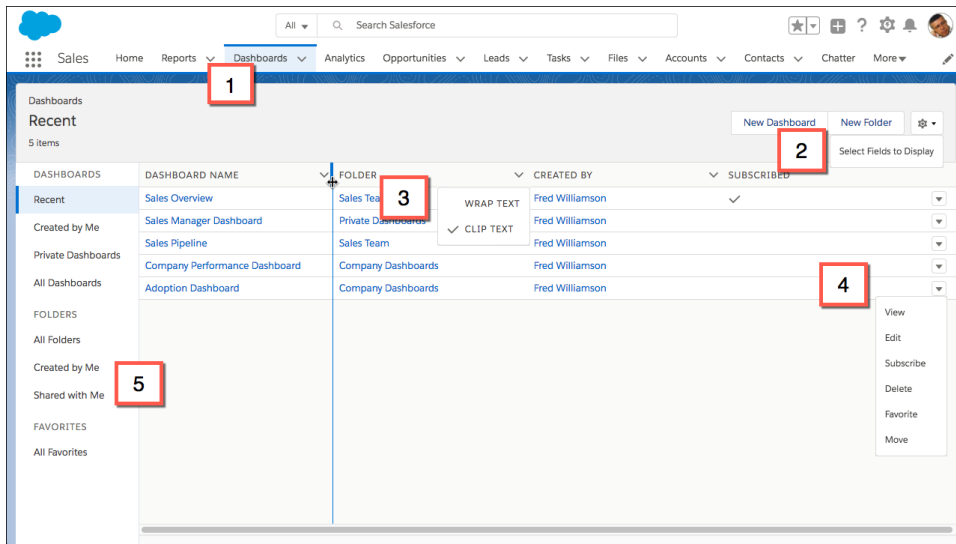 All Search Salesforce
Sales Home Reports Dashboards Analytics Opportunities Leads Tasks Files Accounts Contacts Chatter More
1
Dashboards
Recent
5 items
New Dashboard New Folder
2
Select Fields to Display
DASHBOARDS
Recent
Created by Me
Private Dashboards
All Dashboards
FOLDERS
All Folders
Created by Me
Shared with Me
5
FAVORITES
All Favorites
DASHBOARD NAME FOLDER CREATED BY SUBSCRIBED
Sales Overview Sales Fred Williamson
Sales Manager Dashboard Private Dashboards Fred Williamson
Sales Pipeline Sales Team Fred Williamson
Company Performance Dashboard Company Dashboards Fred Williamson
Adoption Dashboard Company Dashboards Fred Williamson
3
WRAP TEXT
CLIP TEXT
4
View
Edit
Subscribe
Delete
Favorite
Move